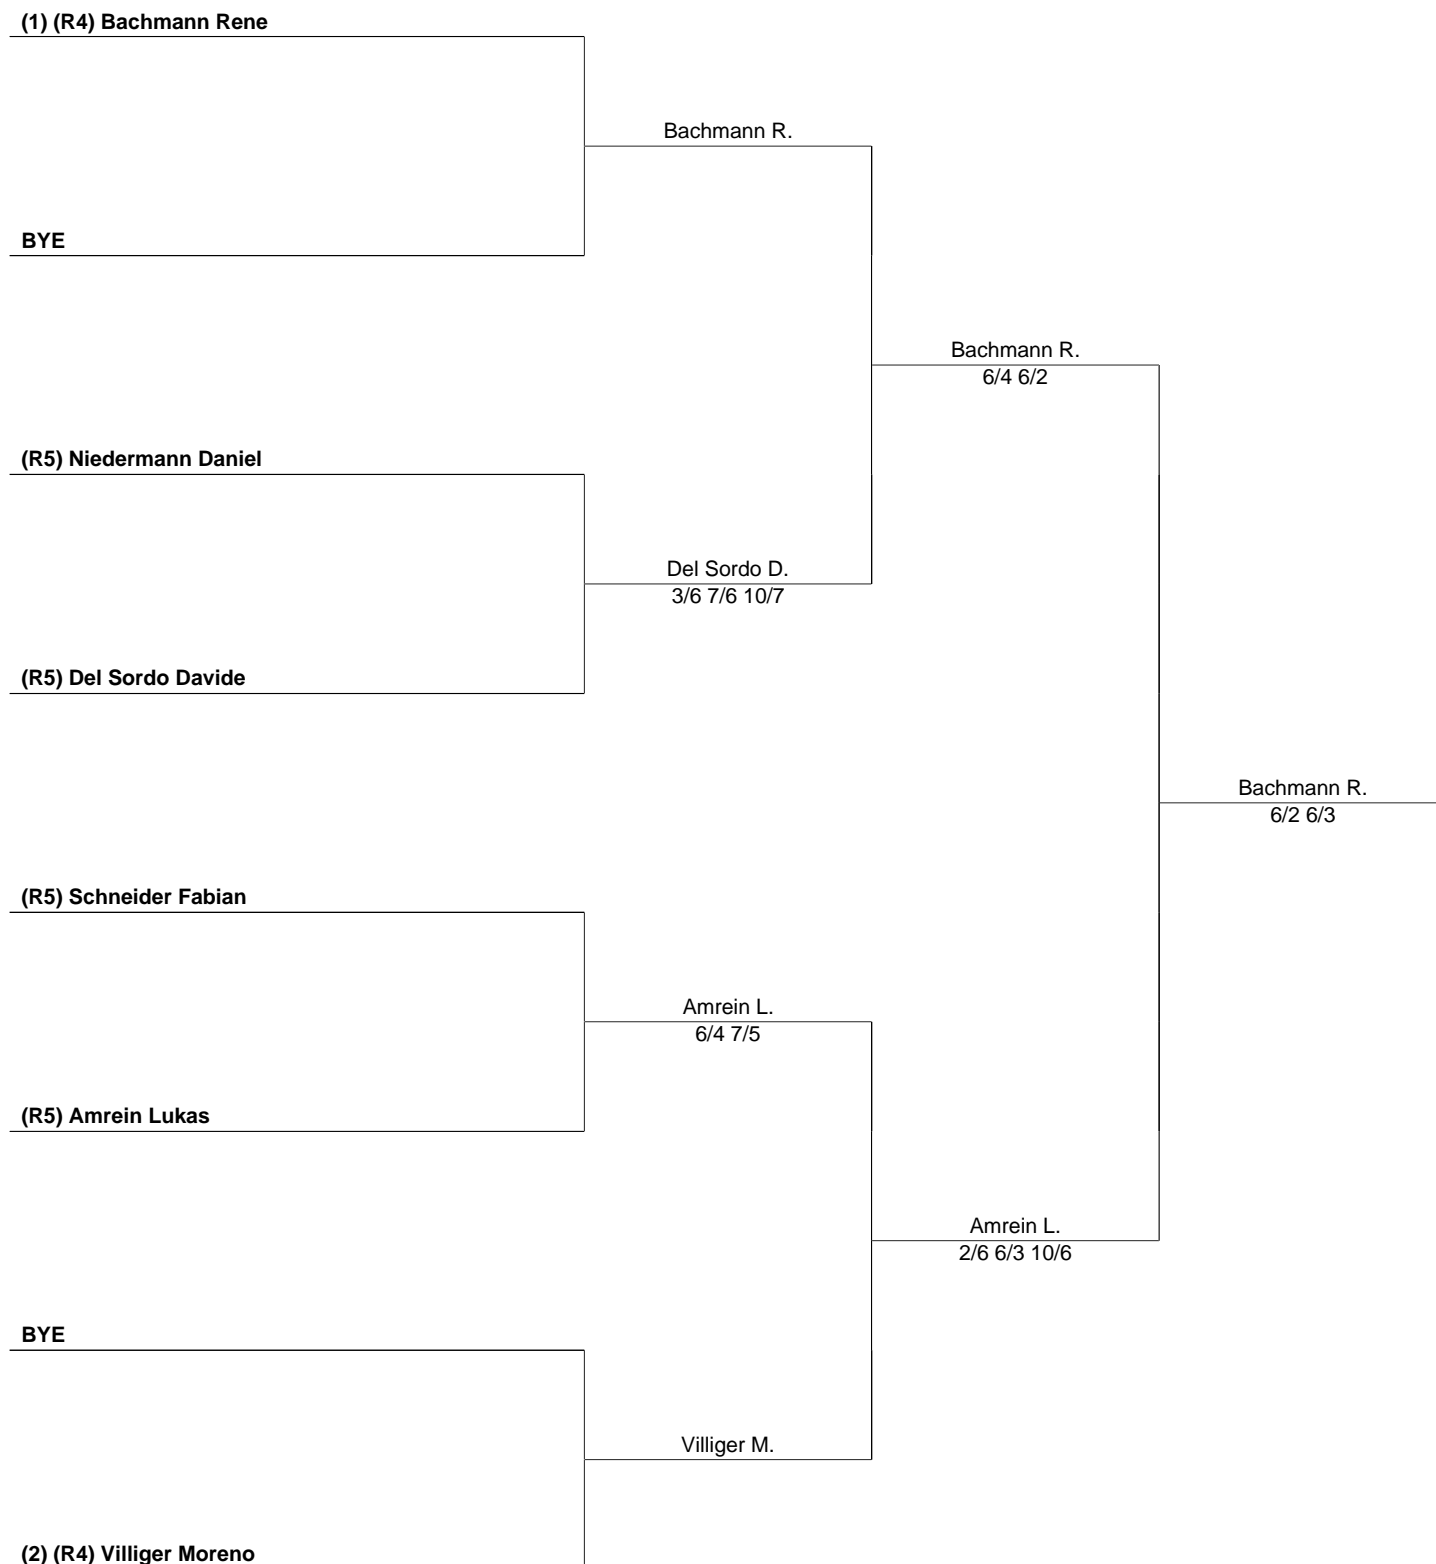 (1) (R4) Bachmann Rene
Bachmann R.
BYE
Bachmann R.
6/4 6/2
(R5) Niedermann Daniel
Del Sordo D.
3/6 7/6 10/7
(R5) Del Sordo Davide
Bachmann R.
6/2 6/3
(R5) Schneider Fabian
Amrein L.
6/4 7/5
(R5) Amrein Lukas
Amrein L.
2/6 6/3 10/6
BYE
Villiger M.
(2) (R4) Villiger Moreno